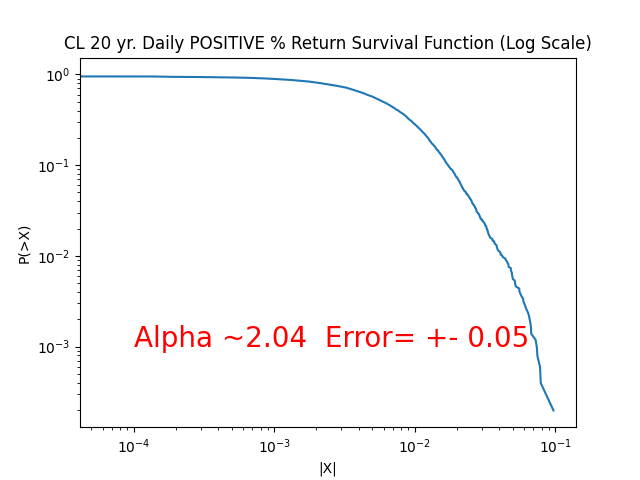 CL 20 yr. Daily POSITIVE % Return Survival Function (Log Scale)
10⁰
10⁻¹
10⁻²
10⁻³
P(>X)
Alpha ~2.04  Error= +- 0.05
10⁻⁴
10⁻³
10⁻²
10⁻¹
|X|